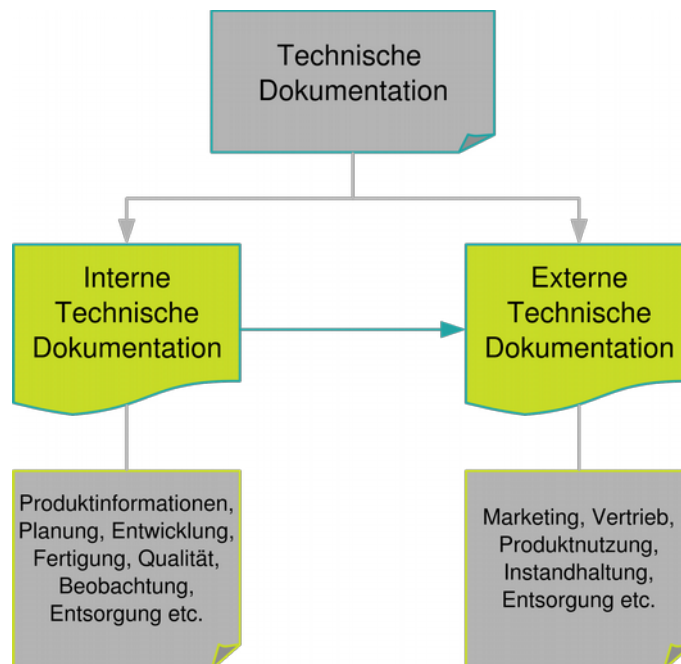 Technische
Dokumentation
Interne
Technische
Dokumentation
Externe
Technische
Dokumentation
Produktinformationen,
Planung, Entwicklung,
Fertigung, Qualität,
Beobachtung,
Entsorgung etc.
Marketing, Vertrieb,
Produktnutzung,
Instandhaltung,
Entsorgung etc.